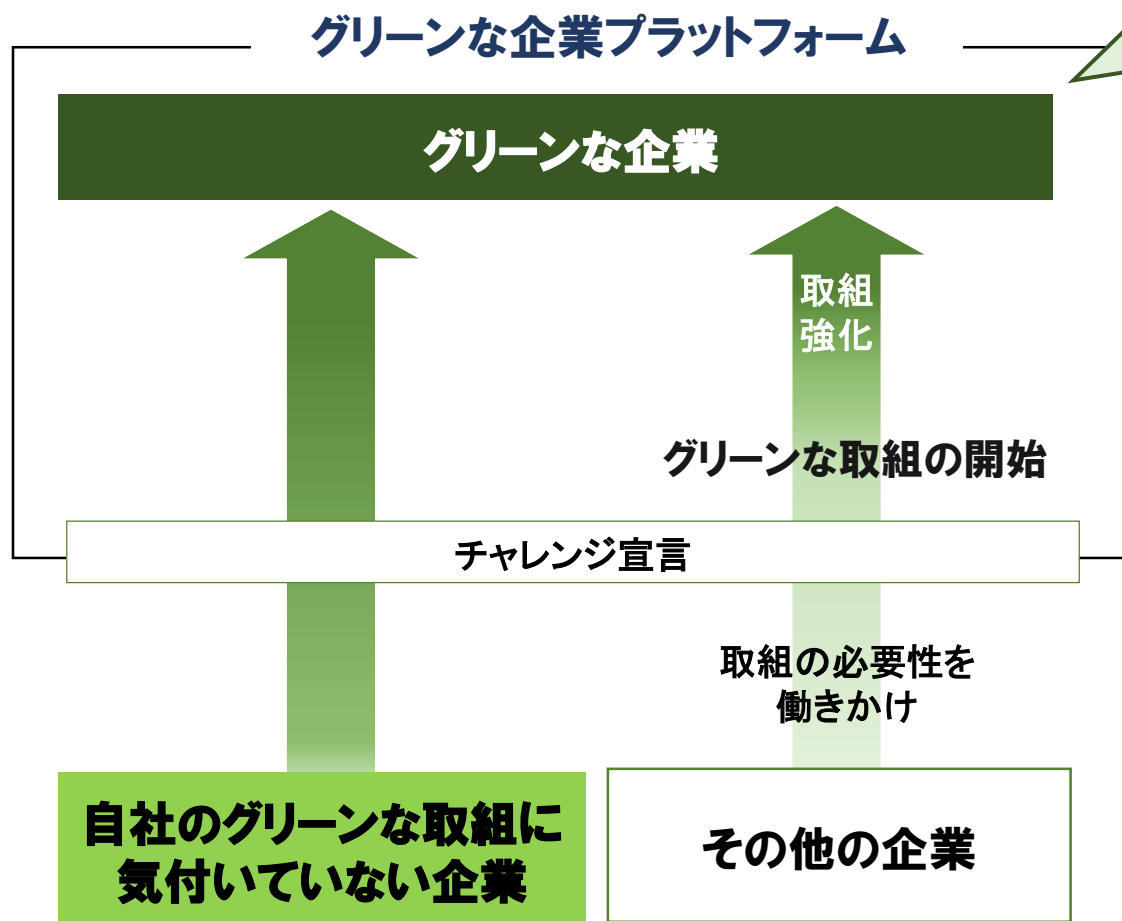 グリーンな企業プラットフォーム
グリーンな企業
取組
強化
グリーンな取組の開始
チャレンジ宣言
取組の必要性を
働きかけ
自社のグリーンな取組に
気付いていない企業
その他の企業